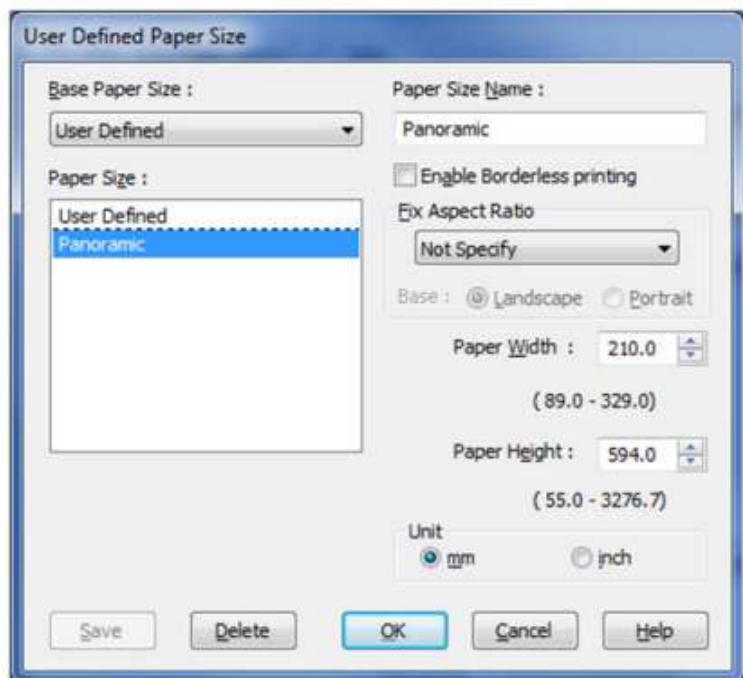 User Defined Paper Size
Base Paper Size :
User Defined
Paper Size :
User Defined
Panoramic
Paper Size Name :
Panoramic
Enable Borderless printing
Fix Aspect Ratio
Not Specify
Base : Landscape Portrait
Paper Width : 210.0
( 89.0 - 329.0)
Paper Height : 594.0
( 55.0 - 3276.7)
Unit
mm inch
Save Delete OK Cancel Help